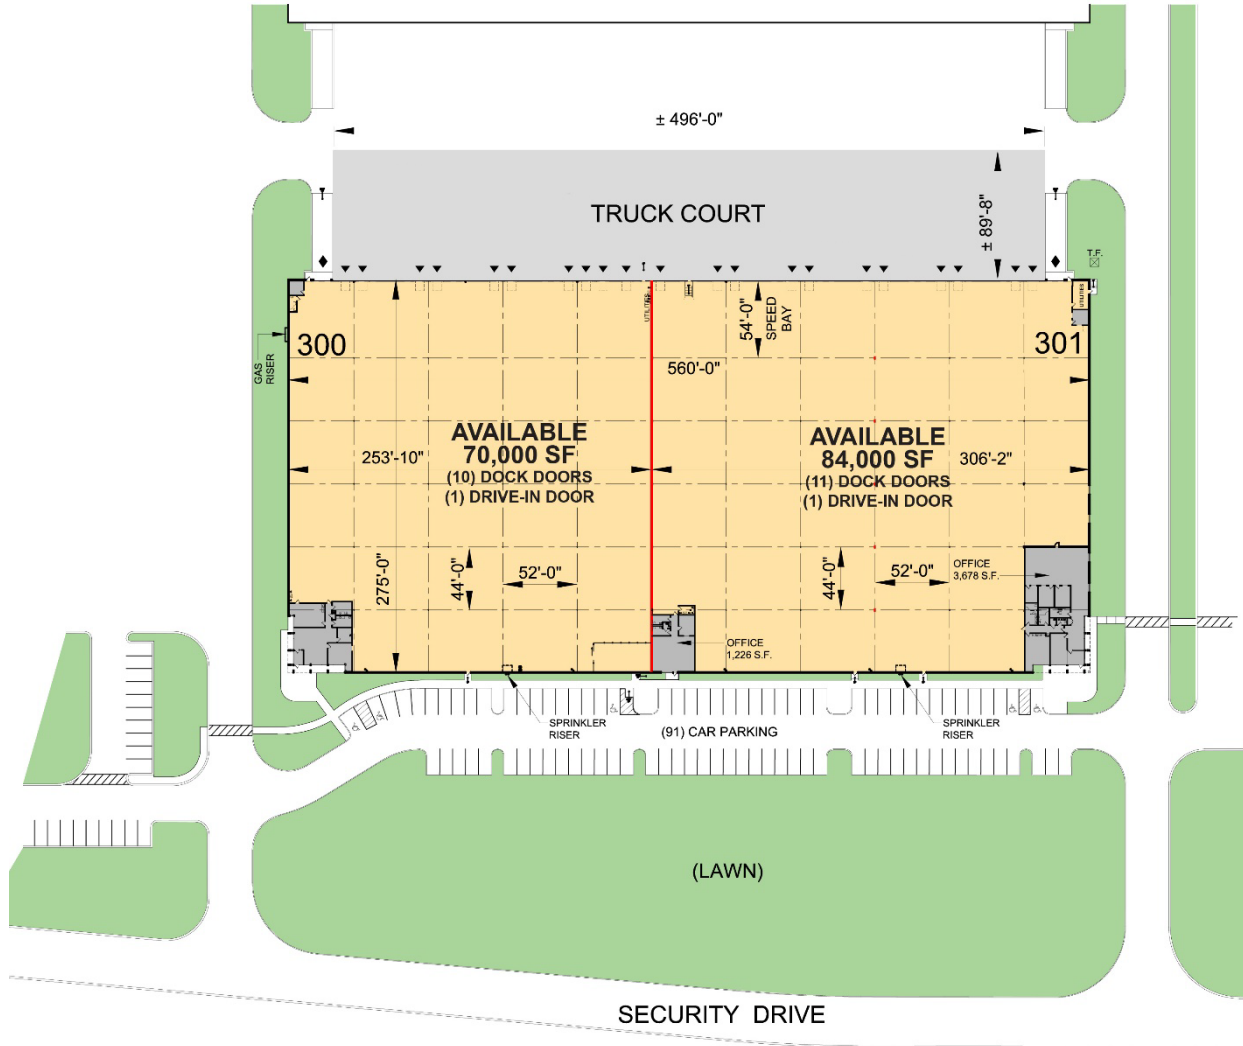 ± 496'-0"
TRUCK COURT
± 89'-8"
T.F.
UTILITIES
UTILITIES
54'-0"
SPEED
BAY
300
301
GAS
RISER
560'-0"
AVAILABLE
70,000 SF
(10) DOCK DOORS
(1) DRIVE-IN DOOR
253'-10"
AVAILABLE
84,000 SF
(11) DOCK DOORS
(1) DRIVE-IN DOOR
306'-2"
275'-0"
44'-0"
52'-0"
44'-0"
52'-0"
OFFICE
3,678 S.F.
OFFICE
1,226 S.F.
SPRINKLER
RISER
(91) CAR PARKING
SPRINKLER
RISER
(LAWN)
SECURITY DRIVE